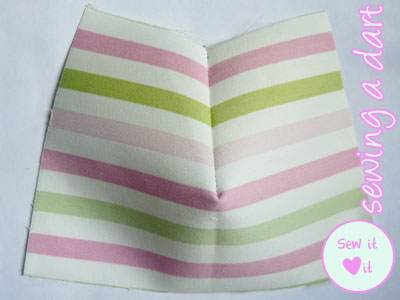 sewing a dart
Sew it
♥ it